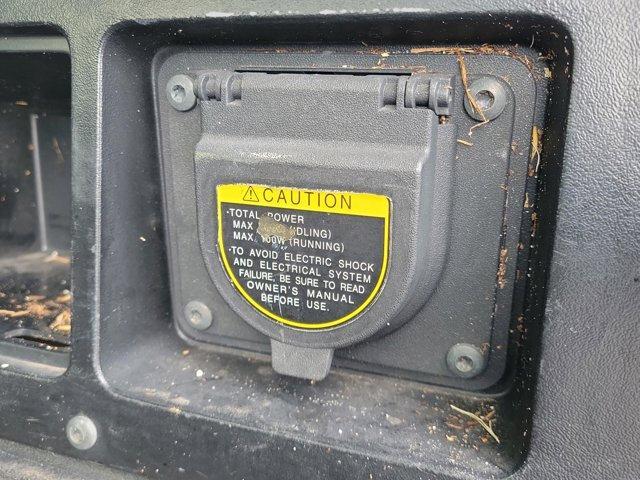 ⚠CAUTION
·TOTAL POWER
MAX (IDLING)
MAX. 100W (RUNNING)
·TO AVOID ELECTRIC SHOCK
AND ELECTRICAL SYSTEM
FAILURE, BE SURE TO READ
OWNER'S MANUAL
BEFORE USE.